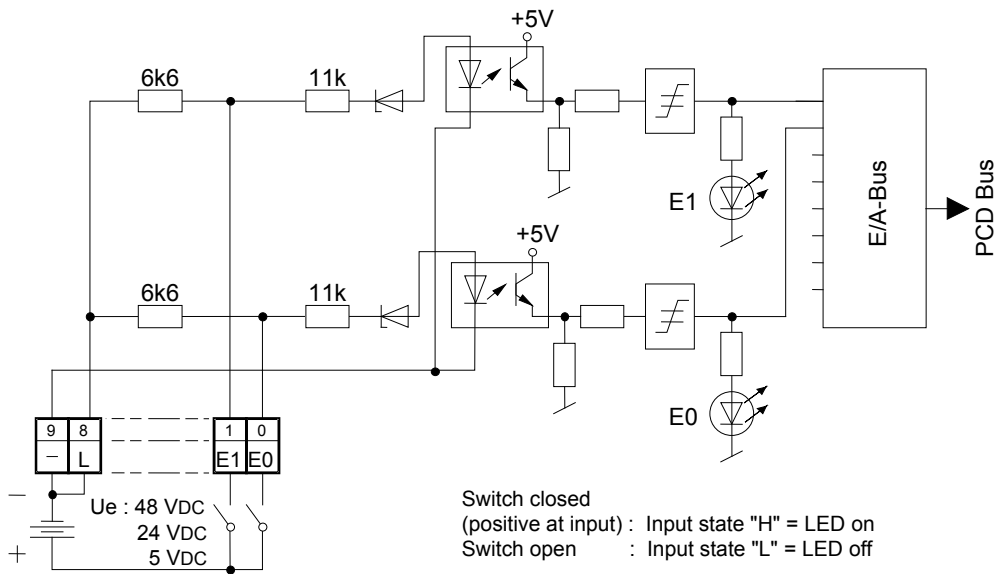 +5V
6k6
11k
E1
+5V
6k6
11k
E0
E/A-Bus
PCD Bus
9 8 1 0
– L E1 E0
–
+
Ue : 48 VDC
24 VDC
5 VDC
Switch closed
(positive at input) : Input state "H" = LED on
Switch open : Input state "L" = LED off